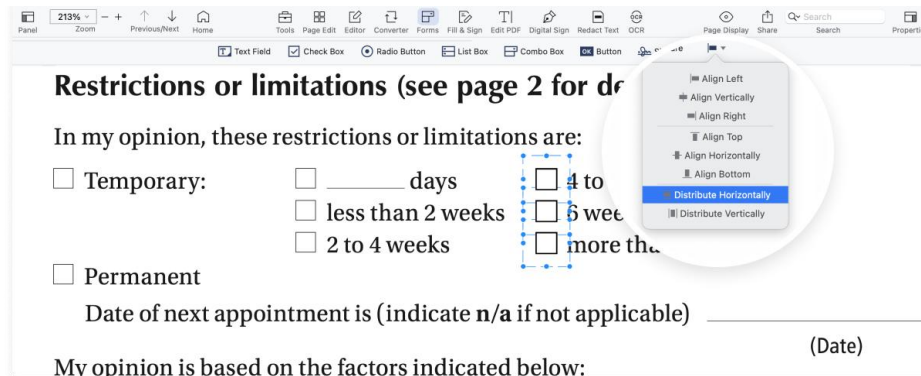 213%
Panel Zoom Previous/Next Home Tools Page Edit Editor Converter Forms Fill & Sign Edit PDF Digital Sign Redact Text OCR Page Display Share Search Search
Text Field Check Box Radio Button List Box Combo Box OK Button
Restrictions or limitations (see page 2 for
Align Left
Align Vertically
Align Right
Align Top
Align Horizontally
Align Bottom
Distribute Horizontally
Distribute Vertically
In my opinion, these restrictions or limitations are:
Temporary: days 4 to
less than 2 weeks 6
2 to 4 weeks more
Permanent
Date of next appointment is (indicate n/a if not applicable)
(Date)
My opinion is based on the factors indicated below: